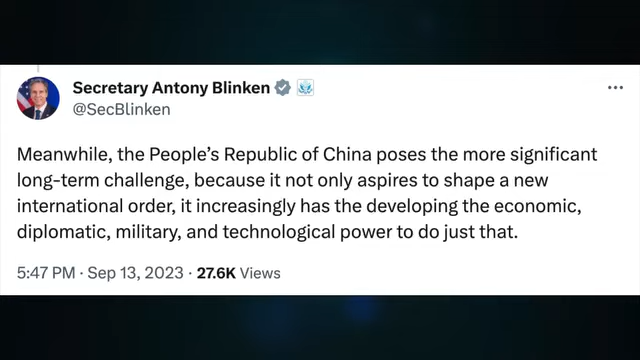 Secretary Antony Blinken
@SecBlinken
Meanwhile, the People's Republic of China poses the more significant
long-term challenge, because it not only aspires to shape a new
international order, it increasingly has the developing the economic,
diplomatic, military, and technological power to do just that.
5:47 PM · Sep 13, 2023 · 27.6K Views